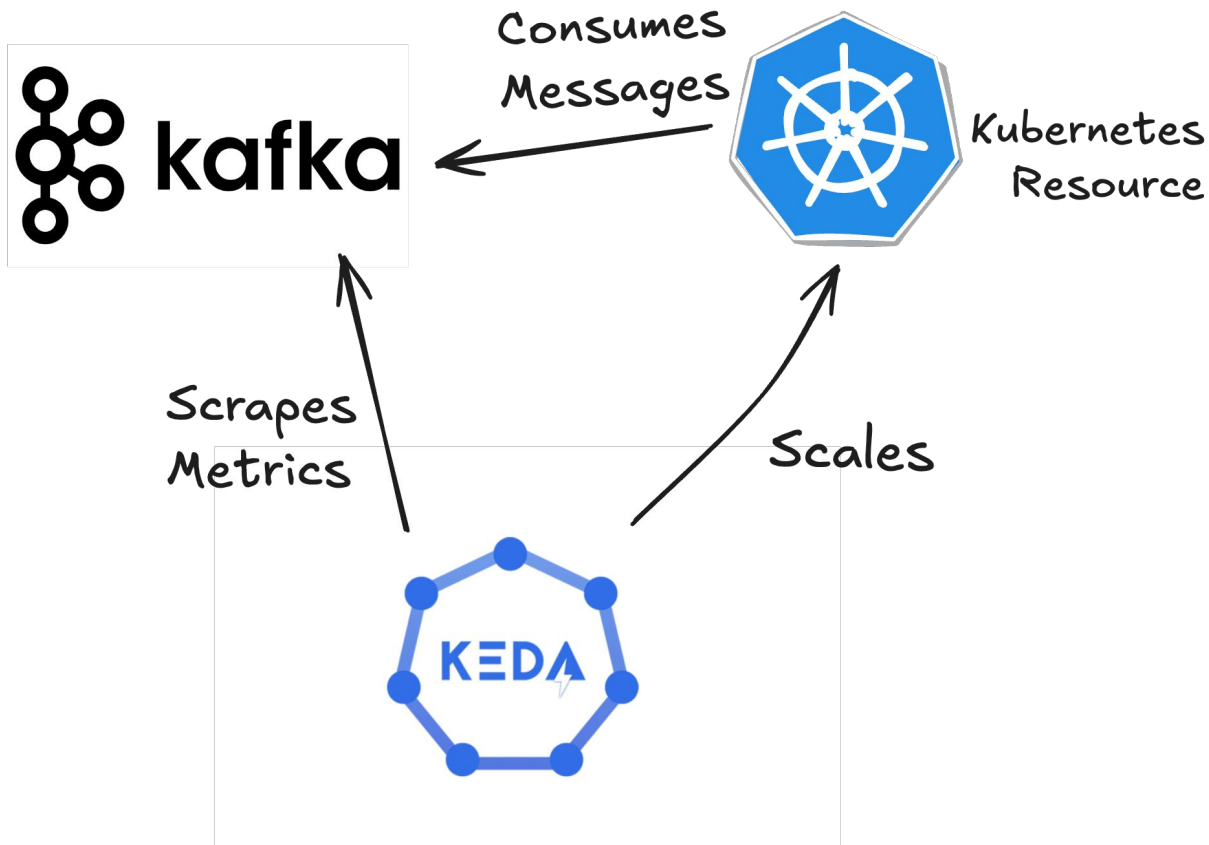 Consumes
Messages
kafka
Kubernetes
Resource
Scrapes
Metrics
Scales
KEDA